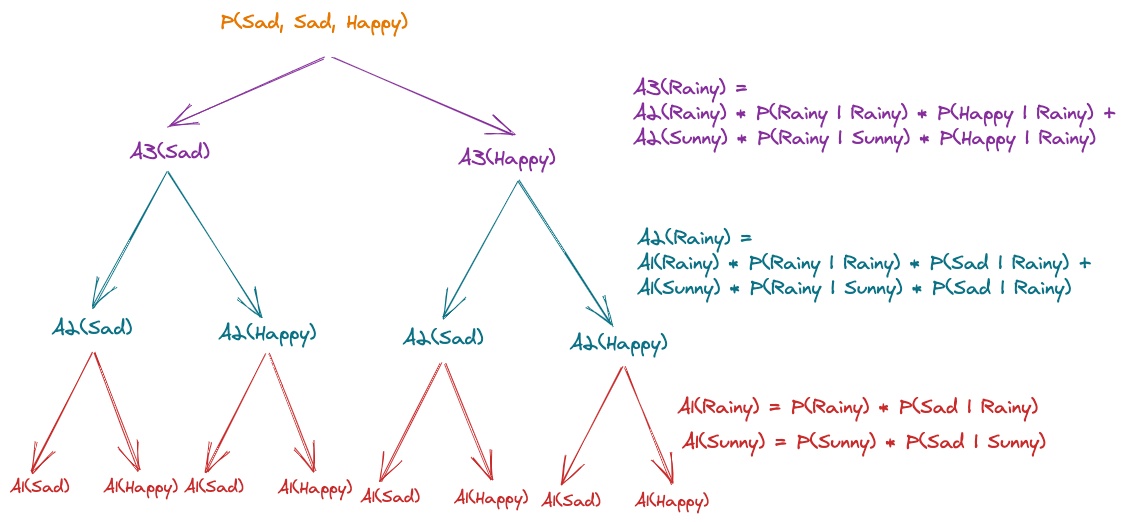 P(Sad, Sad, Happy)
A3(Rainy) =
A2(Rainy) * P(Rainy | Rainy) * P(Happy | Rainy) +
A2(Sunny) * P(Rainy | Sunny) * P(Happy | Rainy)
A3(Sad)
A3(Happy)
A2(Rainy) =
A1(Rainy) * P(Rainy | Rainy) * P(Sad | Rainy) +
A1(Sunny) * P(Rainy | Sunny) * P(Sad | Rainy)
A2(Sad)
A2(Happy)
A2(Sad)
A2(Happy)
A1(Rainy) = P(Rainy) * P(Sad | Rainy)
A1(Sunny) = P(Sunny) * P(Sad | Sunny)
A1(Sad)
A1(Happy)
A1(Sad)
A1(Happy)
A1(Sad)
A1(Happy)
A1(Sad)
A1(Happy)